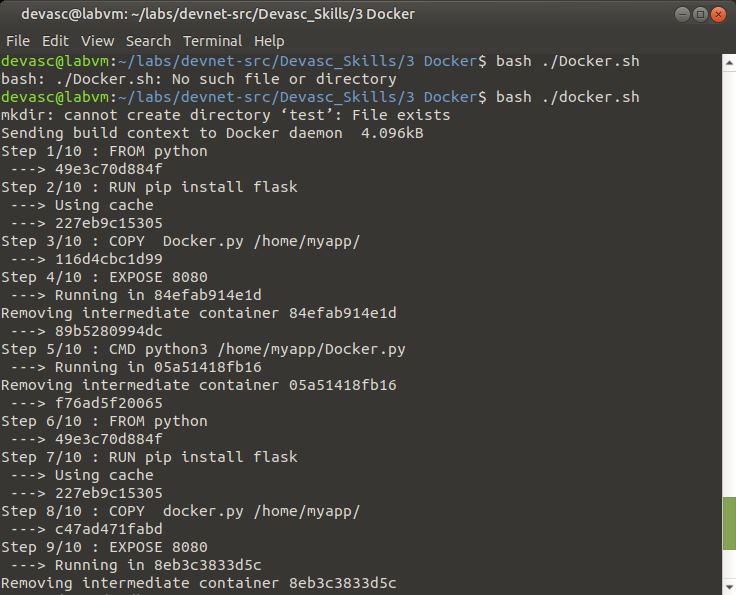 devasc@labvm: ~/labs/devnet-src/Devasc_Skills/3 Docker
File Edit View Search Terminal Help
devasc@labvm:~/labs/devnet-src/Devasc_Skills/3 Docker$ bash ./Docker.sh
bash: ./Docker.sh: No such file or directory
devasc@labvm:~/labs/devnet-src/Devasc_Skills/3 Docker$ bash ./docker.sh
mkdir: cannot create directory ‘test’: File exists
Sending build context to Docker daemon  4.096kB
Step 1/10 : FROM python
 ---> 49e3c70d884f
Step 2/10 : RUN pip install flask
 ---> Using cache
 ---> 227eb9c15305
Step 3/10 : COPY  Docker.py /home/myapp/
 ---> 116d4cbc1d99
Step 4/10 : EXPOSE 8080
 ---> Running in 84efab914e1d
Removing intermediate container 84efab914e1d
 ---> 89b5280994dc
Step 5/10 : CMD python3 /home/myapp/Docker.py
 ---> Running in 05a51418fb16
Removing intermediate container 05a51418fb16
 ---> f76ad5f20065
Step 6/10 : FROM python
 ---> 49e3c70d884f
Step 7/10 : RUN pip install flask
 ---> Using cache
 ---> 227eb9c15305
Step 8/10 : COPY  docker.py /home/myapp/
 ---> c47ad471fabd
Step 9/10 : EXPOSE 8080
 ---> Running in 8eb3c3833d5c
Removing intermediate container 8eb3c3833d5c